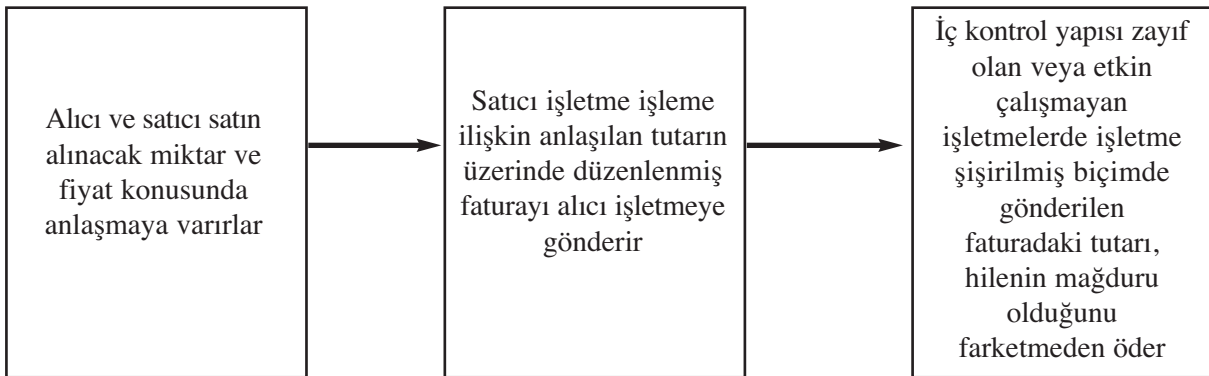 Alıcı ve satıcı satın
alınacak miktar ve
fiyat konusunda
anlaşmaya varırlar
Satıcı işletme işleme
ilişkin anlaşılan tutarın
üzerinde düzenlenmiş
faturayı alıcı işletmeye
gönderir
İç kontrol yapısı zayıf
olan veya etkin
çalışmayan
işletmelerde işletme
şişirilmiş biçimde
gönderilen
faturadaki tutarı,
hilenin mağduru
olduğunu
farketmeden öder